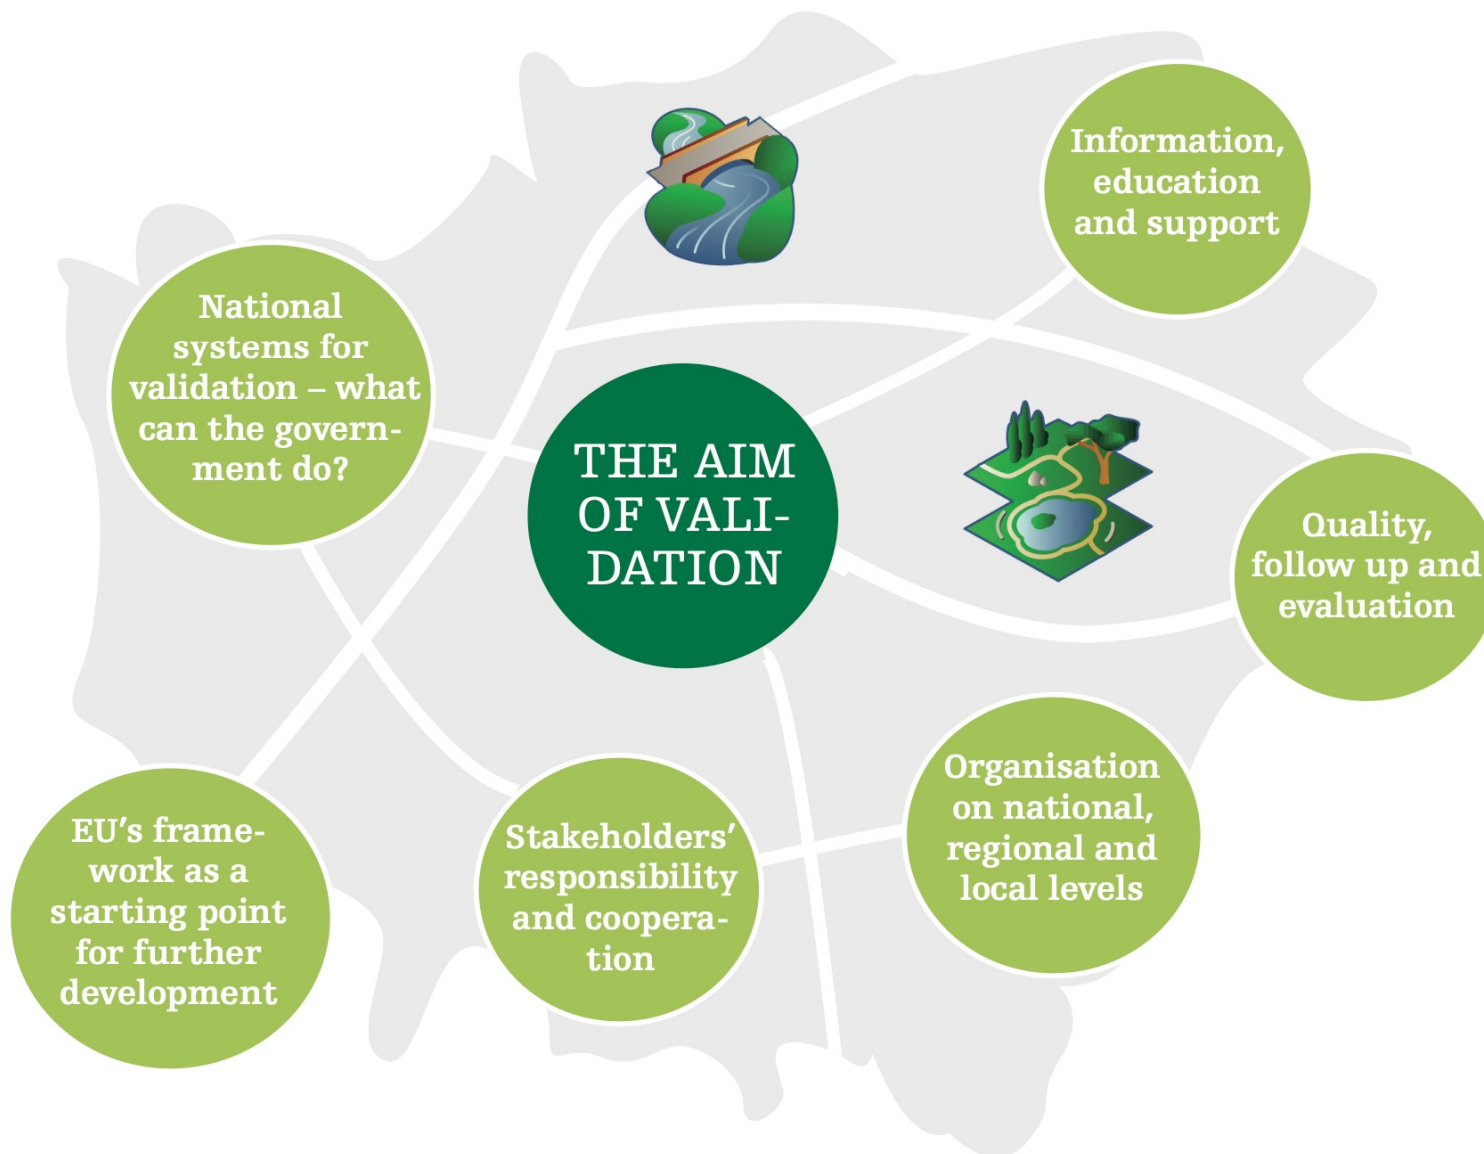 Information,
education
and support
National
systems for
validation – what
can the govern-
ment do?
THE AIM
OF VALI-
DATION
Quality,
follow up and
evaluation
Organisation
on national,
regional and
local levels
Stakeholders’
responsibility
and coopera-
tion
EU’s frame-
work as a
starting point
for further
development